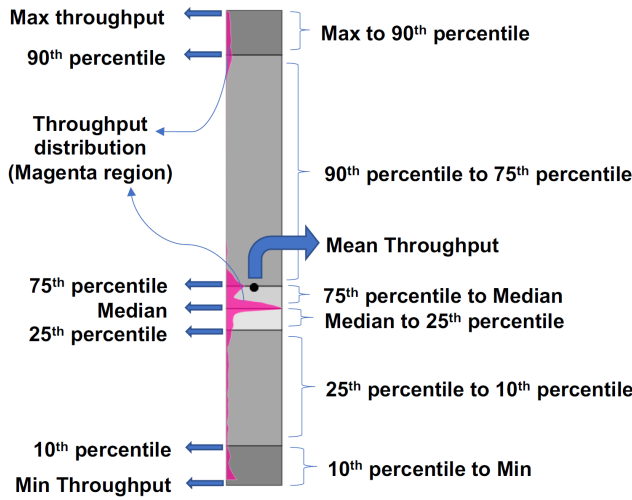 Max throughput
Max to 90th percentile
90th percentile
Throughput
distribution
(Magenta region)
90th percentile to 75th percentile
Mean Throughput
75th percentile
75th percentile to Median
Median
Median to 25th percentile
25th percentile
25th percentile to 10th percentile
10th percentile
10th percentile to Min
Min Throughput